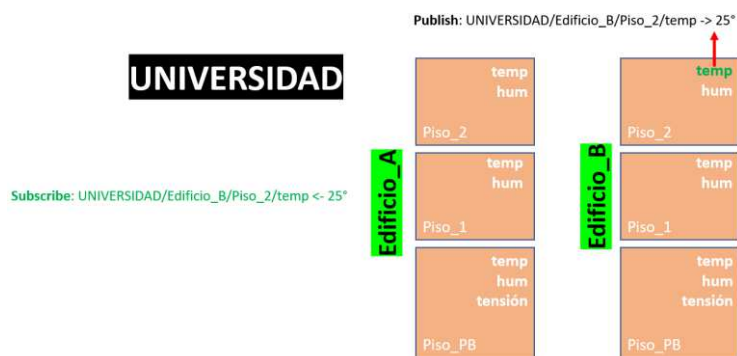 Publish: UNIVERSIDAD/Edificio_B/Piso_2/temp -> 25°
UNIVERSIDAD
Subscribe: UNIVERSIDAD/Edificio_B/Piso_2/temp <- 25°
Edificio_A
temp
hum
Piso_2
temp
hum
Piso_1
temp
hum
tensión
Piso_PB
Edificio_B
temp
hum
Piso_2
temp
hum
Piso_1
temp
hum
tensión
Piso_PB